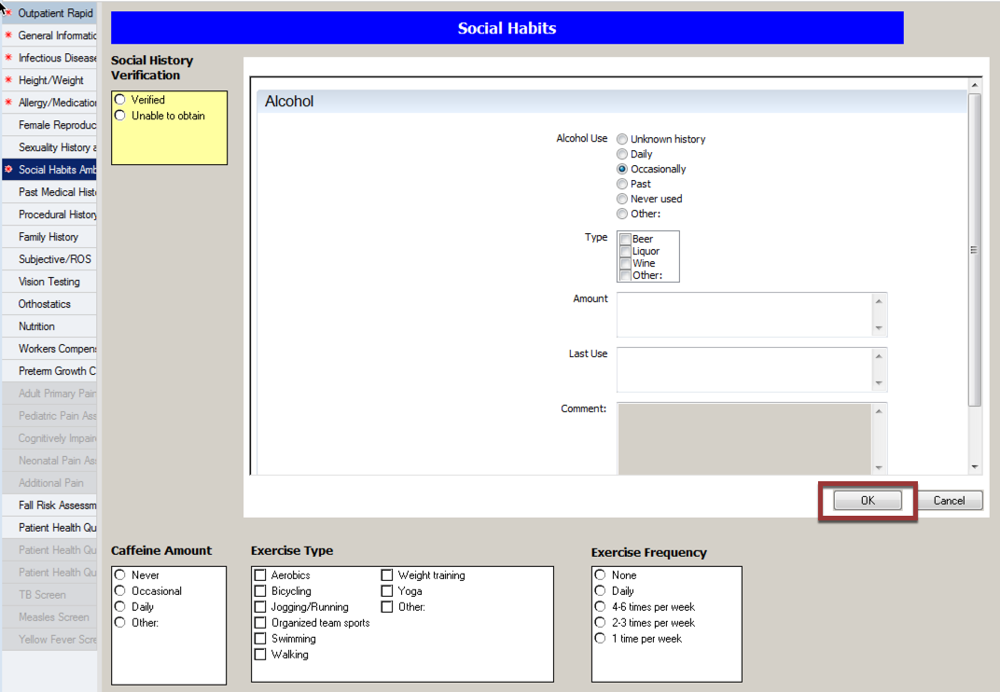 Outpatient Rapid
General Informatic
Infectious Disease
Height/Weight
Allergy/Medication
Female Reproduc
Sexuality History a
Social Habits Amb
Past Medical Histo
Procedural History
Family History
Subjective/ROS
Vision Testing
Orthostatics
Nutrition
Workers Compens
Preterm Growth C
Adult Primary Pain
Pediatric Pain Ass
Cognitively Impaire
Neonatal Pain Ass
Additional Pain
Fall Risk Assessm
Patient Health Qu
Patient Health Qu
Patient Health Qu
TB Screen
Measles Screen
Yellow Fever Scre
Social Habits
Social History
Verification
Verified
Unable to obtain
Alcohol
Alcohol Use
Unknown history
Daily
Occasionally
Past
Never used
Other:
Type
Beer
Liquor
Wine
Other:
Amount
Last Use
Comment:
OK
Cancel
Caffeine Amount
Never
Occasional
Daily
Other:
Exercise Type
Aerobics
Bicycling
Jogging/Running
Organized team sports
Swimming
Walking
Weight training
Yoga
Other:
Exercise Frequency
None
Daily
4-6 times per week
2-3 times per week
1 time per week